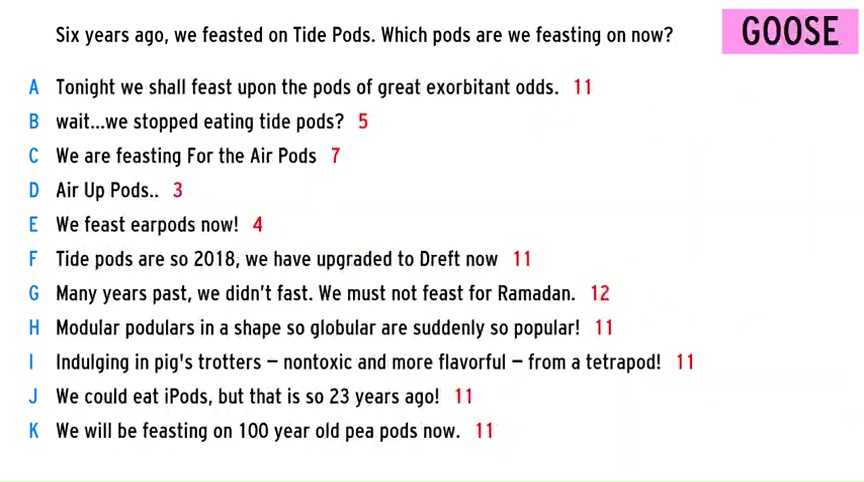 Six years ago, we feasted on Tide Pods. Which pods are we feasting on now?
GOOSE
A Tonight we shall feast upon the pods of great exorbitant odds. 11
B wait...we stopped eating tide pods? 5
C We are feasting For the Air Pods 7
D Air Up Pods.. 3
E We feast earpods now! 4
F Tide pods are so 2018, we have upgraded to Dreft now 11
G Many years past, we didn't fast. We must not feast for Ramadan. 12
H Modular podulars in a shape so globular are suddenly so popular! 11
I Indulging in pig's trotters – nontoxic and more flavorful – from a tetrapod! 11
J We could eat iPods, but that is so 23 years ago! 11
K We will be feasting on 100 year old pea pods now. 11